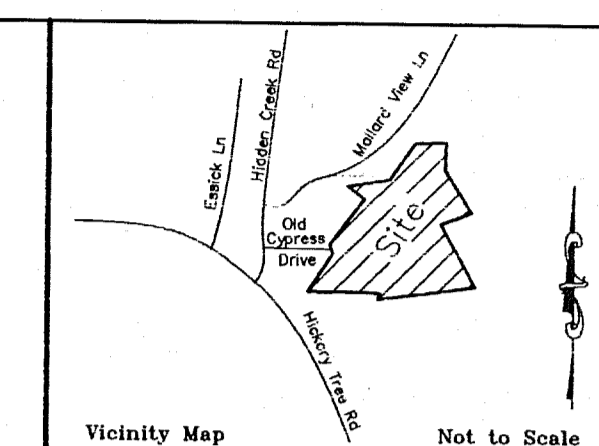 Essick Ln
Hidden Creek Rd
Mallard View Ln
Old
Cypress
Drive
Site
Hickory Tree Rd
Vicinity Map
Not to Scale